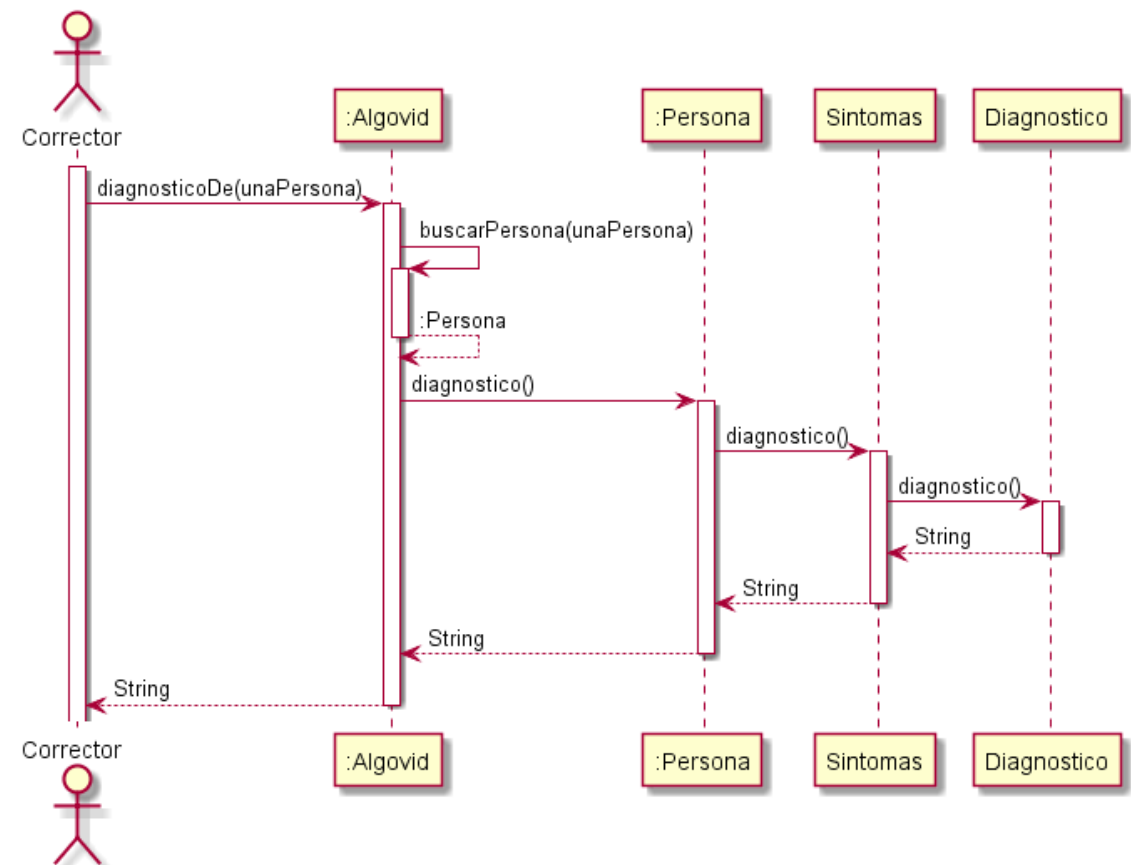 Corrector
:Algovid
:Persona
Sintomas
Diagnostico
diagnosticoDe(unaPersona)
buscarPersona(unaPersona)
:Persona
diagnostico()
diagnostico()
diagnostico()
String
String
String
String
Corrector
:Algovid
:Persona
Sintomas
Diagnostico